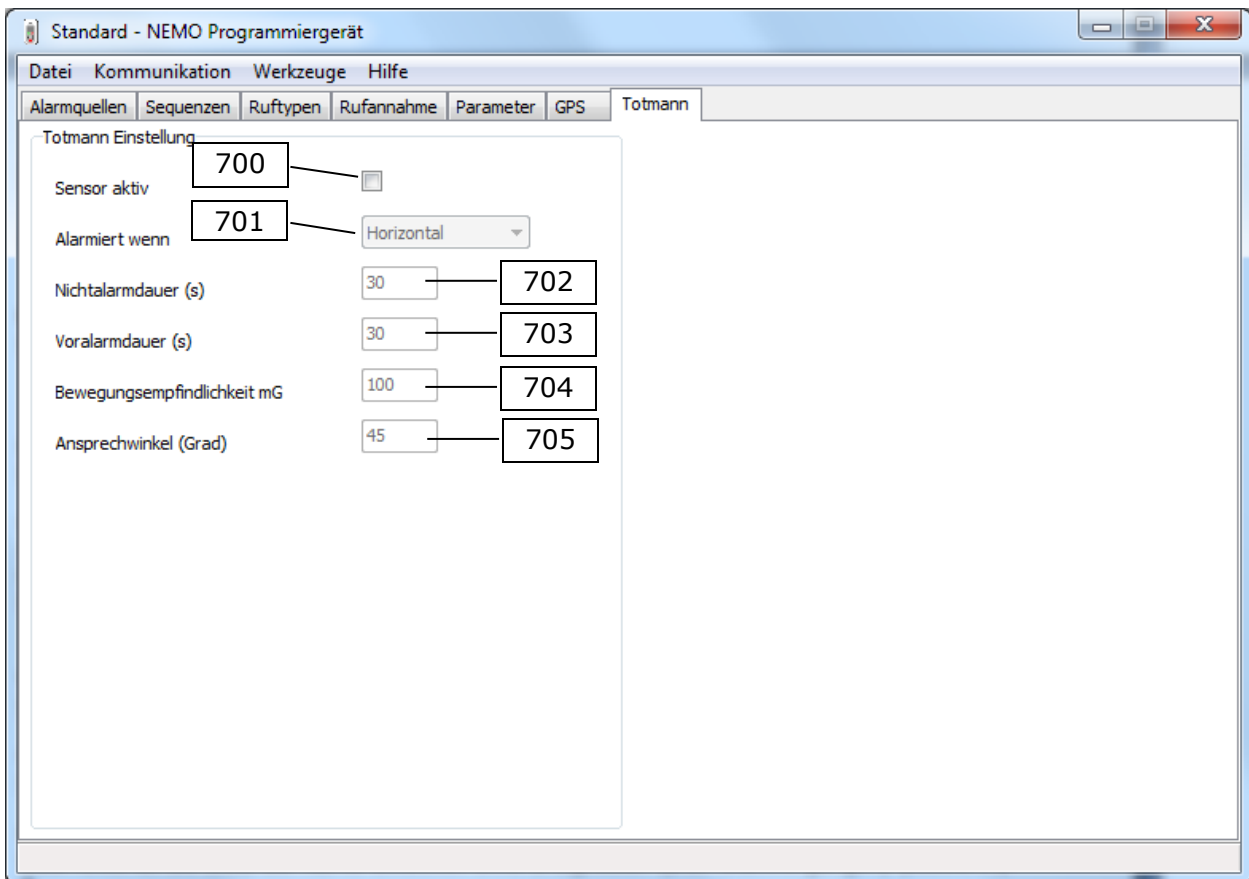 Standard - NEMO Programmiergerät
Datei Kommunikation Werkzeuge Hilfe
Alarmquellen Sequenzen Ruftypen Rufannahme Parameter GPS Totmann
Totmann Einstellung
700
Sensor aktiv
701
Alarmiert wenn Horizontal
Nichtalarmdauer (s) 30 702
Voralarmdauer (s) 30 703
Bewegungsempfindlichkeit mG 100 704
Ansprechwinkel (Grad) 45 705